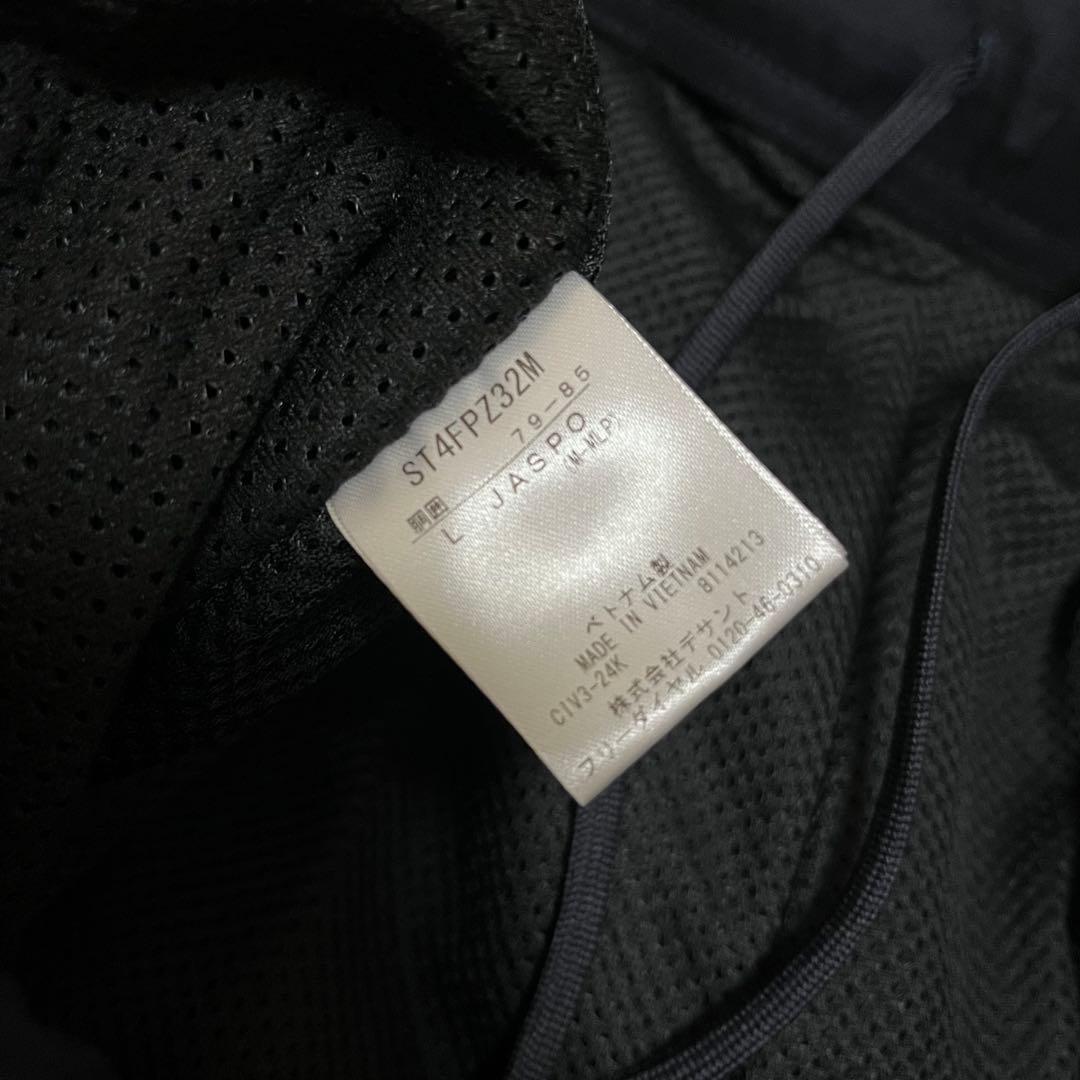 ST4FPZ32M
胴囲 79-85
L JASPO
(M-MLP)
ベトナム製
MADE IN VIETNAM
CIV3-24K 8114213
株式会社デサント
フリーダイヤル 0120-46-0310